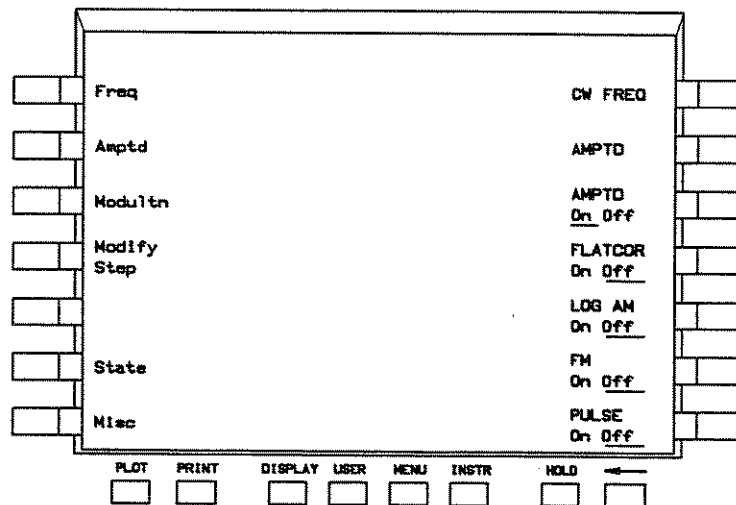 Freq
CW FREQ
Amptd
AMPTD
Modultn
AMPTD
On Off
Modify
Step
FLATCOR
On Off
LOG AM
On Off
State
FM
On Off
Misc
PULSE
On Off
PLOT PRINT DISPLAY USER MENU INSTR HOLD ←